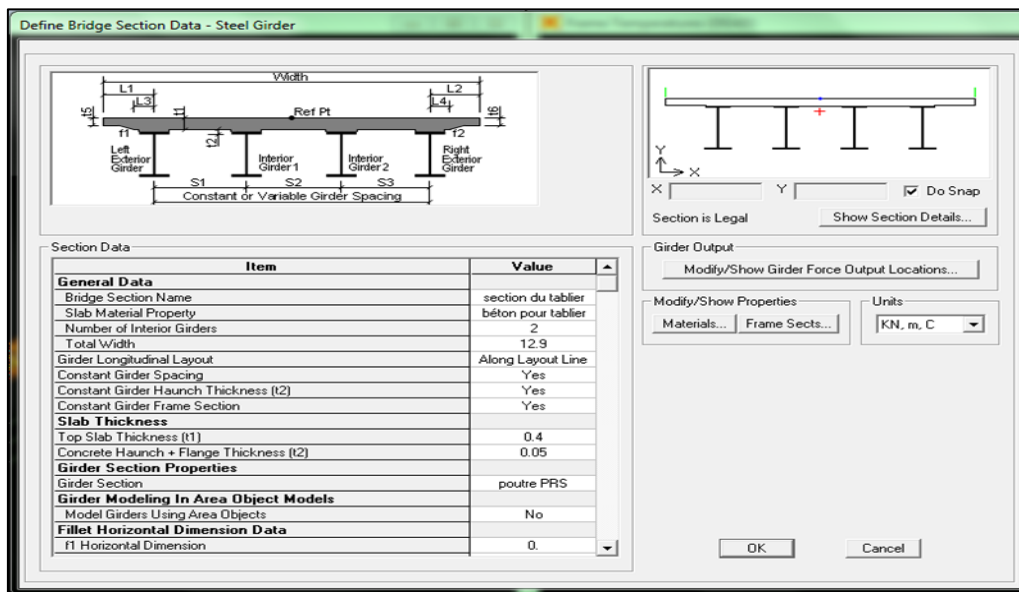 Define Bridge Section Data - Steel Girder
Width
L1
L2
L3
L4
t5
t1
Ref Pt
t6
f1
t2
f2
Left
Exterior
Girder
Interior
Girder 1
Interior
Girder 2
Right
Exterior
Girder
S1
S2
S3
Constant or Variable Girder Spacing
Y
X
X
Y
Do Snap
Section is Legal
Show Section Details...
Section Data
Item Value
General Data
Bridge Section Name section du tablier
Slab Material Property béton pour tablier
Number of Interior Girders 2
Total Width 12.9
Girder Longitudinal Layout Along Layout Line
Constant Girder Spacing Yes
Constant Girder Haunch Thickness (t2) Yes
Constant Girder Frame Section Yes
Slab Thickness
Top Slab Thickness (t1) 0.4
Concrete Haunch + Flange Thickness (t2) 0.05
Girder Section Properties
Girder Section poutre PRS
Girder Modeling In Area Object Models
Model Girders Using Area Objects No
Fillet Horizontal Dimension Data
f1 Horizontal Dimension 0.
Girder Output
Modify/Show Girder Force Output Locations...
Modify/Show Properties
Materials... Frame Sects...
Units
KN, m, C
OK Cancel